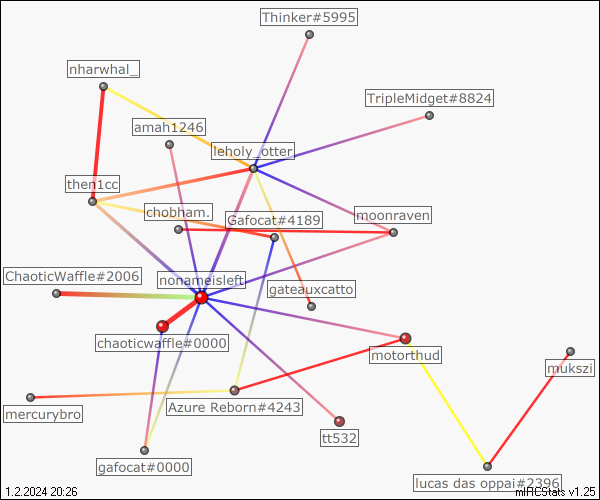 Thinker#5995
nharwhal_
TripleMidget#8824
amah1246
leholy_otter
then1cc
chobham.
Gafocat#4189
moonraven
ChaoticWaffle#2006
nonameisleft
gateauxcatto
chaoticwaffle#0000
motorthud
mukszi
mercurybro
Azure Reborn#4243
tt532
gafocat#0000
lucas das oppai#2396
1.2.2024 20:26
mIRCStats v1.25